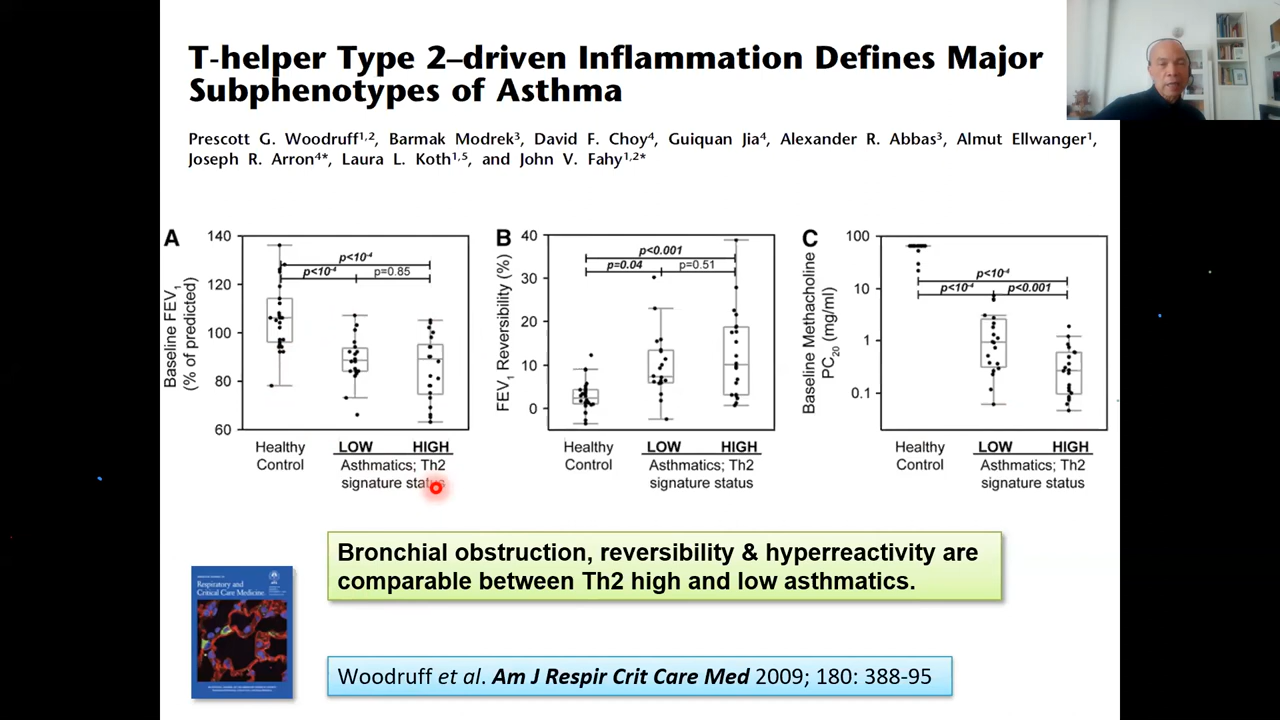 T-helper Type 2–driven Inflammation Defines Major
Subphenotypes of Asthma
Prescott G. Woodruff1,2, Barmak Modrek3, David F. Choy4, Guiquan Jia4, Alexander R. Abbas3, Almut Ellwanger1,
Joseph R. Arron4*, Laura L. Koth1,5, and John V. Fahy1,2*
A
Baseline FEV1
(% of predicted)
140
120
100
80
60
p<10-4
p<10-4
p=0.85
Healthy
Control
LOW
HIGH
Asthmatics; Th2
signature status
B
FEV1 Reversibility (%)
40
30
20
10
0
p<0.001
p=0.04
p=0.51
Healthy
Control
LOW
HIGH
Asthmatics; Th2
signature status
C
Baseline Methacholine
PC20 (mg/ml)
100
10
1
0.1
p<10-4
p<10-4
p<0.001
Healthy
Control
LOW
HIGH
Asthmatics; Th2
signature status
Bronchial obstruction, reversibility & hyperreactivity are
comparable between Th2 high and low asthmatics.
Respiratory and
Critical Care Medicine
Woodruff et al. Am J Respir Crit Care Med 2009; 180: 388-95